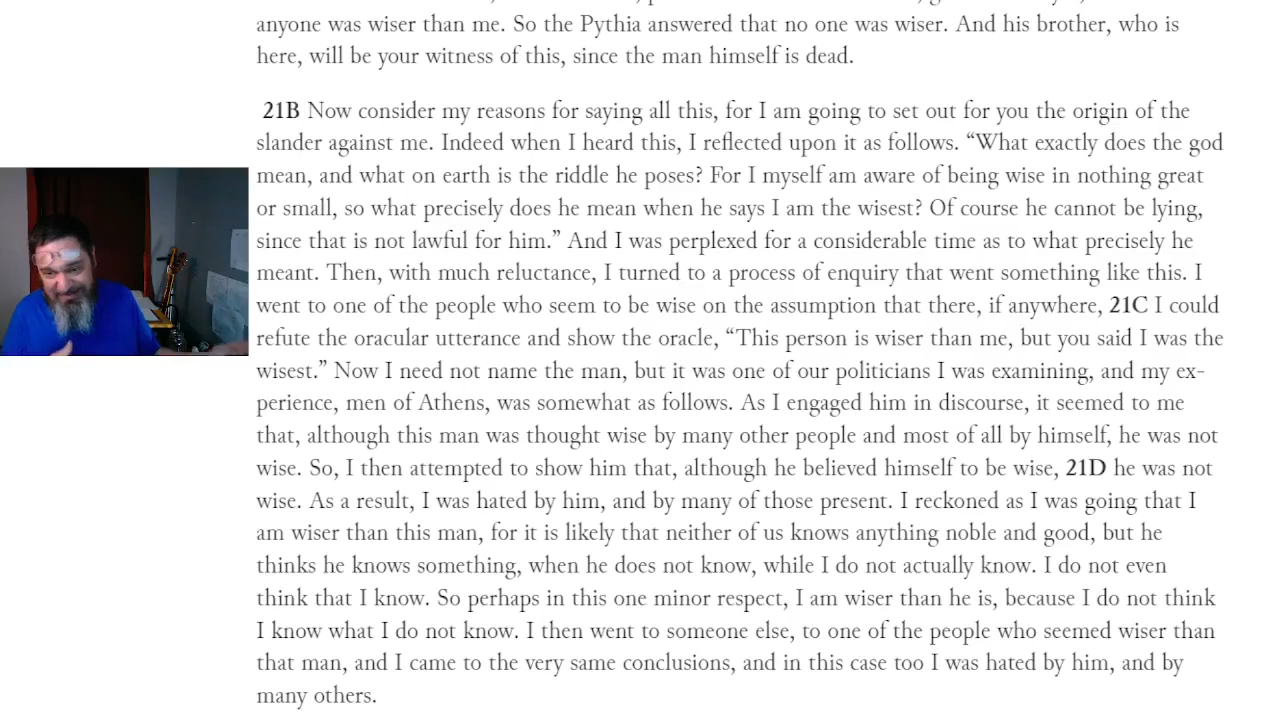 anyone was wiser than me. So the Pythia answered that no one was wiser. And his brother, who is
here, will be your witness of this, since the man himself is dead.
21B Now consider my reasons for saying all this, for I am going to set out for you the origin of the
slander against me. Indeed when I heard this, I reflected upon it as follows. “What exactly does the god
mean, and what on earth is the riddle he poses? For I myself am aware of being wise in nothing great
or small, so what precisely does he mean when he says I am the wisest? Of course he cannot be lying,
since that is not lawful for him.” And I was perplexed for a considerable time as to what precisely he
meant. Then, with much reluctance, I turned to a process of enquiry that went something like this. I
went to one of the people who seem to be wise on the assumption that there, if anywhere, 21C I could
refute the oracular utterance and show the oracle, “This person is wiser than me, but you said I was the
wisest.” Now I need not name the man, but it was one of our politicians I was examining, and my ex-
perience, men of Athens, was somewhat as follows. As I engaged him in discourse, it seemed to me
that, although this man was thought wise by many other people and most of all by himself, he was not
wise. So, I then attempted to show him that, although he believed himself to be wise, 21D he was not
wise. As a result, I was hated by him, and by many of those present. I reckoned as I was going that I
am wiser than this man, for it is likely that neither of us knows anything noble and good, but he
thinks he knows something, when he does not know, while I do not actually know. I do not even
think that I know. So perhaps in this one minor respect, I am wiser than he is, because I do not think
I know what I do not know. I then went to someone else, to one of the people who seemed wiser than
that man, and I came to the very same conclusions, and in this case too I was hated by him, and by
many others.